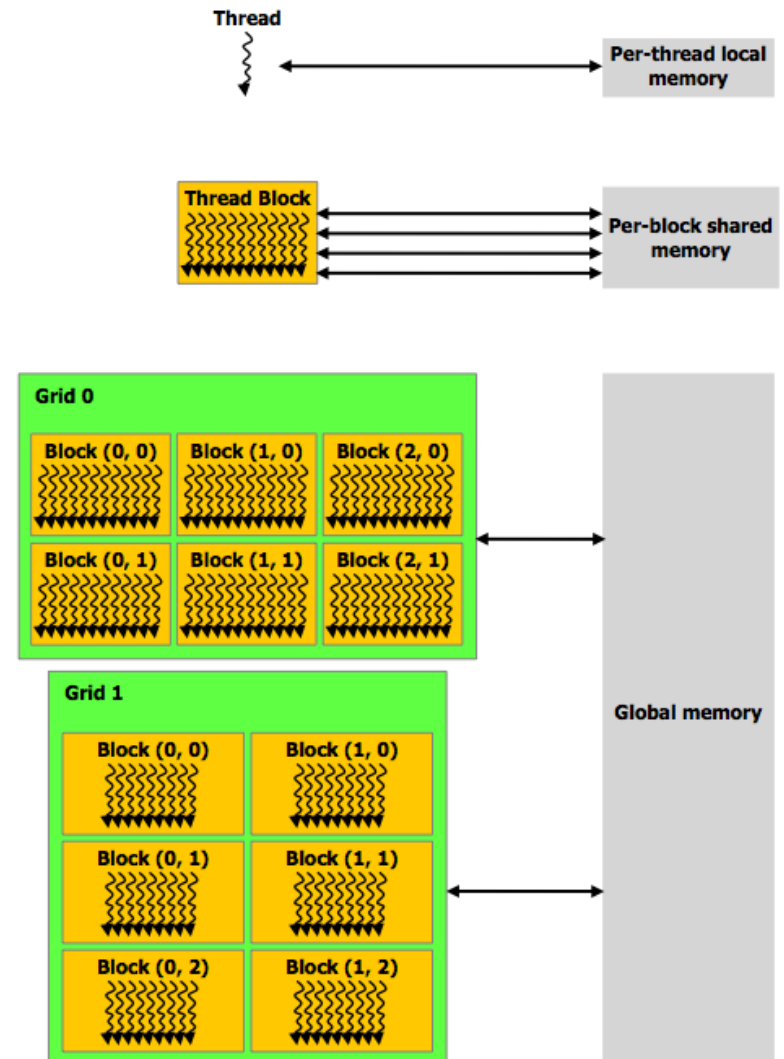 Thread
Per-thread local
memory
Thread Block
Per-block shared
memory
Grid 0
Block (0, 0) Block (1, 0) Block (2, 0)
Block (0, 1) Block (1, 1) Block (2, 1)
Grid 1
Global memory
Block (0, 0) Block (1, 0)
Block (0, 1) Block (1, 1)
Block (0, 2) Block (1, 2)